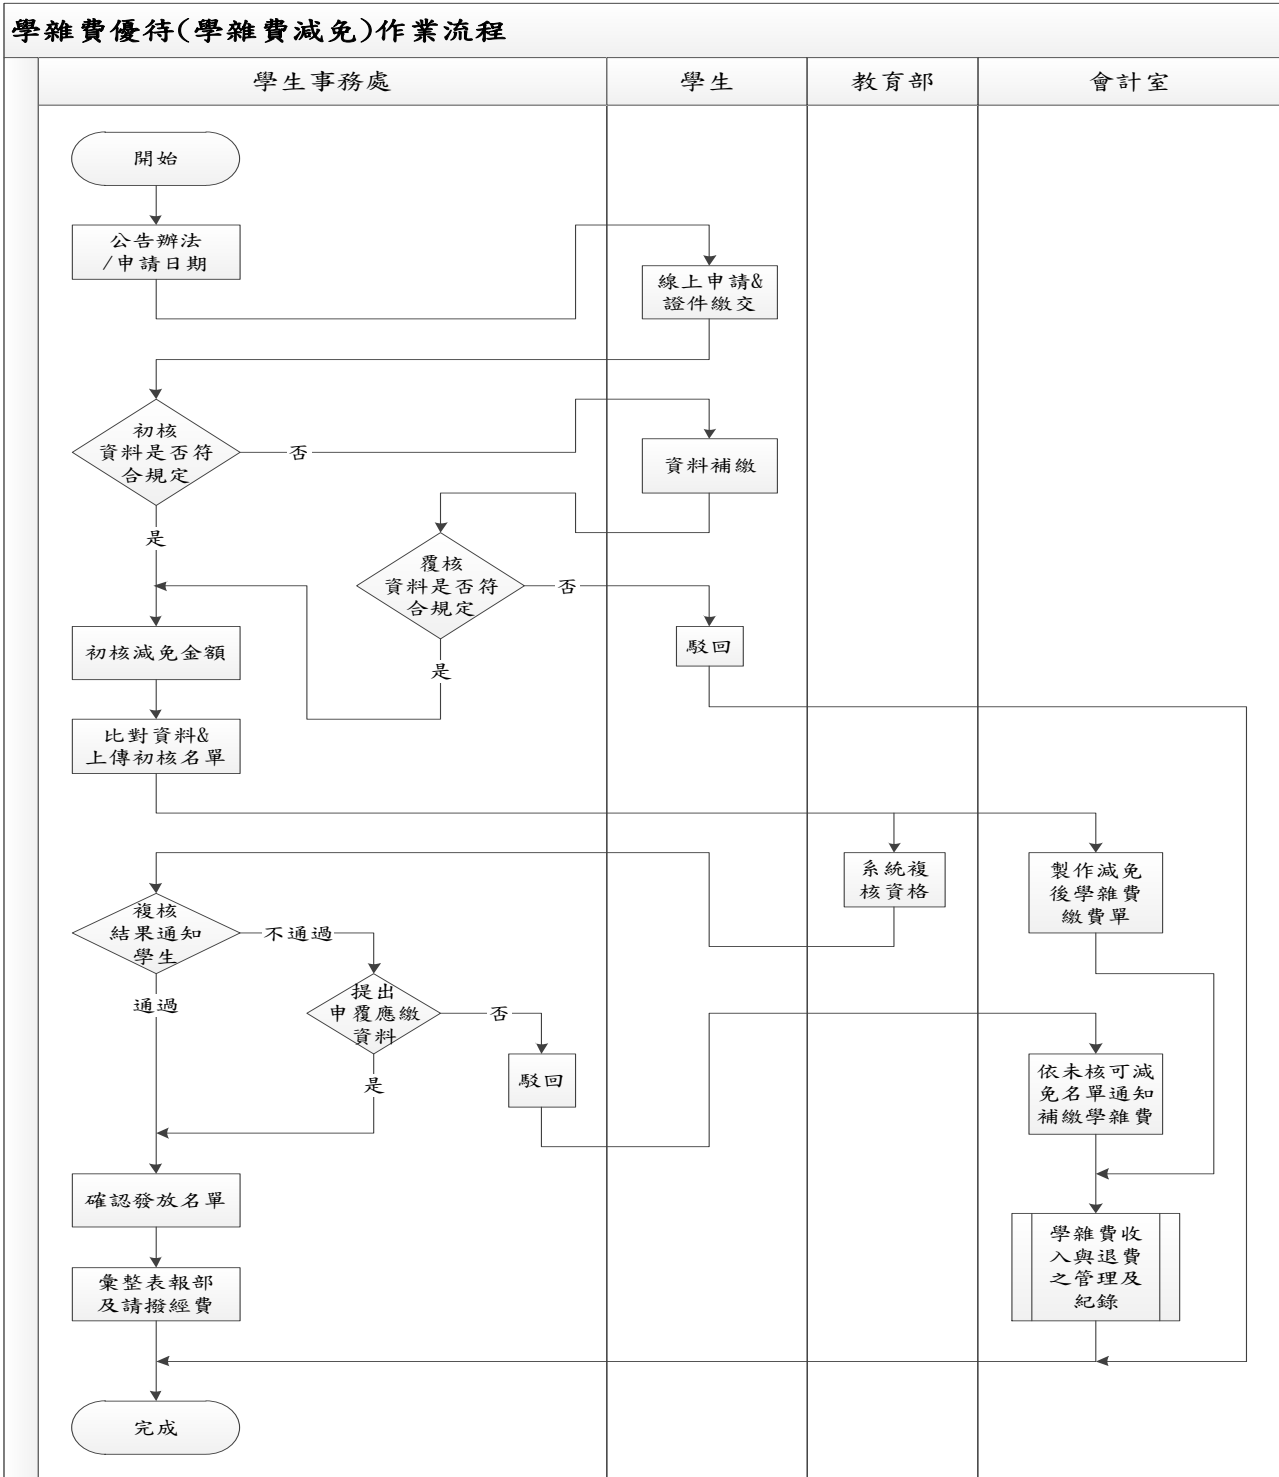 學雜費優待(學雜費減免)作業流程
學生事務處
學生
教育部
會計室
開始
公告辦法
/申請日期
線上申請&
證件繳交
初核
資料是否符
合規定
否
資料補繳
是
覆核
資料是否符
合規定
否
駁回
是
初核減免金額
比對資料&
上傳初核名單
系統複
核資格
製作減免
後學雜費
繳費單
複核
結果通知
學生
不通過
通過
提出
申覆應繳
資料
否
駁回
是
依未核可減
免名單通知
補繳學雜費
確認發放名單
學雜費收
入與退費
之管理及
紀錄
彙整表報部
及請撥經費
完成